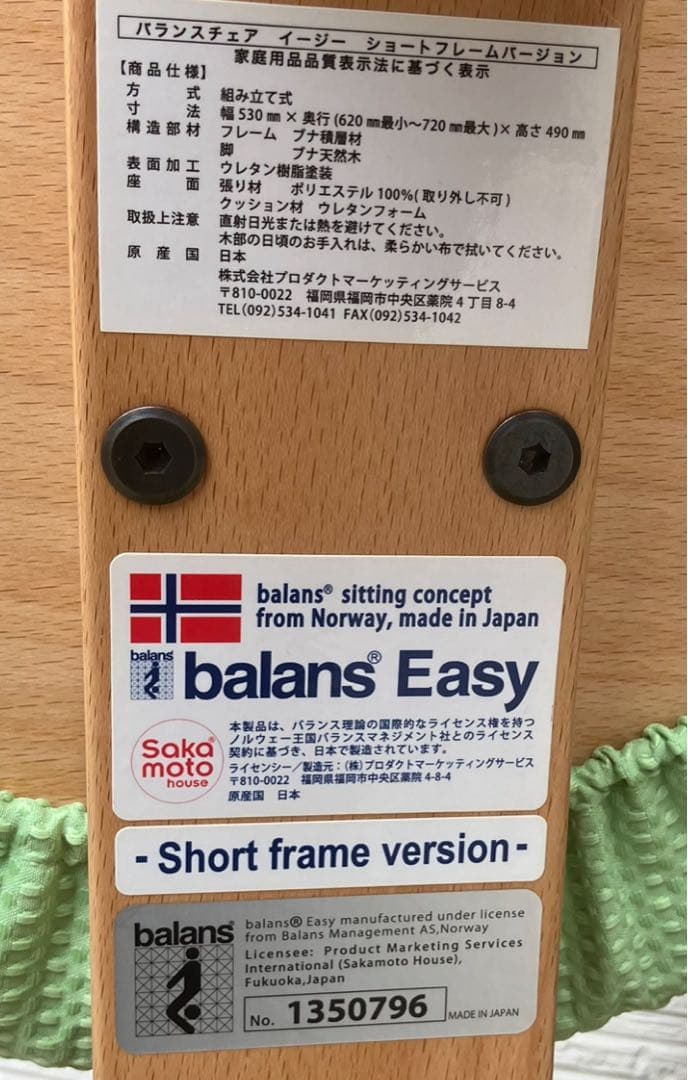 バランスチェア イージー ショートフレームバージョン
家庭用品品質表示法に基づく表示
【商品仕様】
方式 組み立て式
寸法 幅 530 ㎜ × 奥行 (620 ㎜最小～720 ㎜最大 )× 高さ 490 ㎜
構造部材 フレーム ブナ積層材
脚 ブナ天然木
表面加工 ウレタン樹脂塗装
座面 張り材 ポリエステル 100%( 取り外し不可 )
クッション材 ウレタンフォーム
取扱上注意 直射日光または熱を避けてください。
木部の日頃のお手入れは、柔らかい布で拭いてください。
原産国 日本
株式会社プロダクトマーケッティングサービス
〒810-0022 福岡県福岡市中央区薬院 4 丁目 8-4
TEL(092)534-1041 FAX(092)534-1042
balans® sitting concept
from Norway, made in Japan
balans
balans® Easy
Saka®
moto
house
本製品は、バランス理論の国際的なライセンス権を持つ
ノルウェー王国バランスマネジメント社とのライセンス
契約に基づき、日本で製造されています。
ライセンシー／製造元：（株）プロダクトマーケッティングサービス
〒810-0022 福岡県福岡市中央区薬院 4-8-4
原産国 日本
- Short frame version -
balans®
balans® Easy manufactured under license
from Balans Management AS,Norway
Licensee: Product Marketing Services
International (Sakamoto House),
Fukuoka,Japan
No. 1350796 MADE IN JAPAN